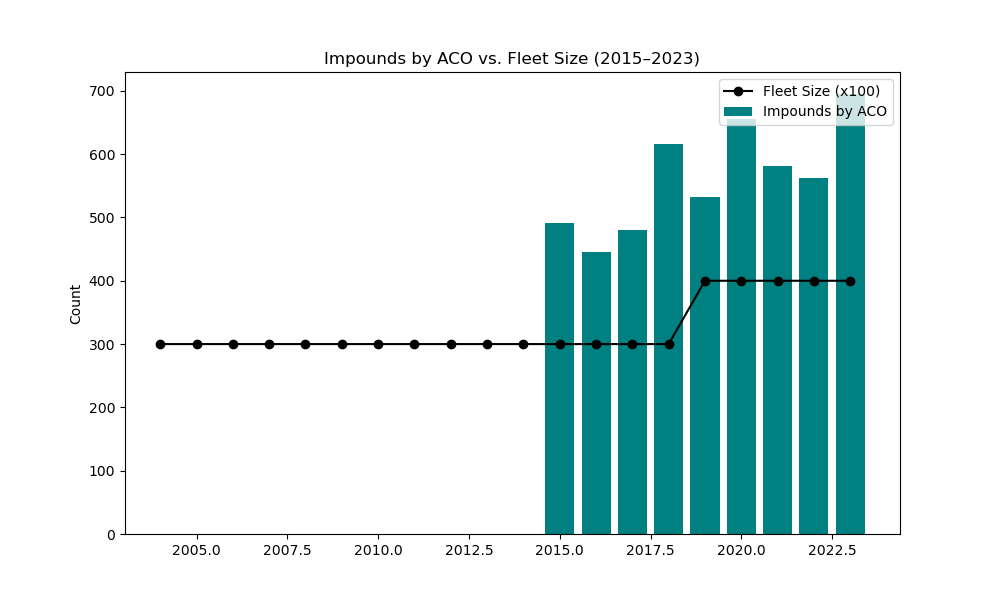 Impounds by ACO vs. Fleet Size (2015–2023)
Fleet Size (x100)
Impounds by ACO
Count
700
600
500
400
300
200
100
0
2005.0 2007.5 2010.0 2012.5 2015.0 2017.5 2020.0 2022.5